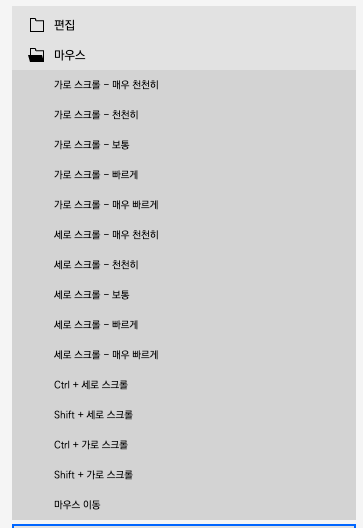 편집
마우스
가로 스크롤 - 매우 천천히
가로 스크롤 - 천천히
가로 스크롤 - 보통
가로 스크롤 - 빠르게
가로 스크롤 - 매우 빠르게
세로 스크롤 - 매우 천천히
세로 스크롤 - 천천히
세로 스크롤 - 보통
세로 스크롤 - 빠르게
세로 스크롤 - 매우 빠르게
Ctrl + 세로 스크롤
Shift + 세로 스크롤
Ctrl + 가로 스크롤
Shift + 가로 스크롤
마우스 이동